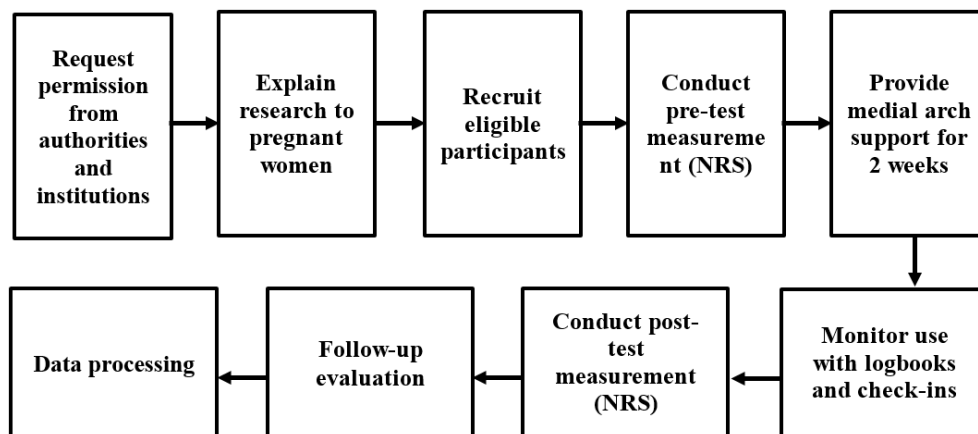 Request
permission
from
authorities
and
institutions
Explain
research to
pregnant
women
Recruit
eligible
participants
Conduct
pre-test
measureme
nt (NRS)
Provide
medial arch
support for
2 weeks
Monitor use
with logbooks
and check-ins
Conduct post-
test
measurement
(NRS)
Follow-up
evaluation
Data processing